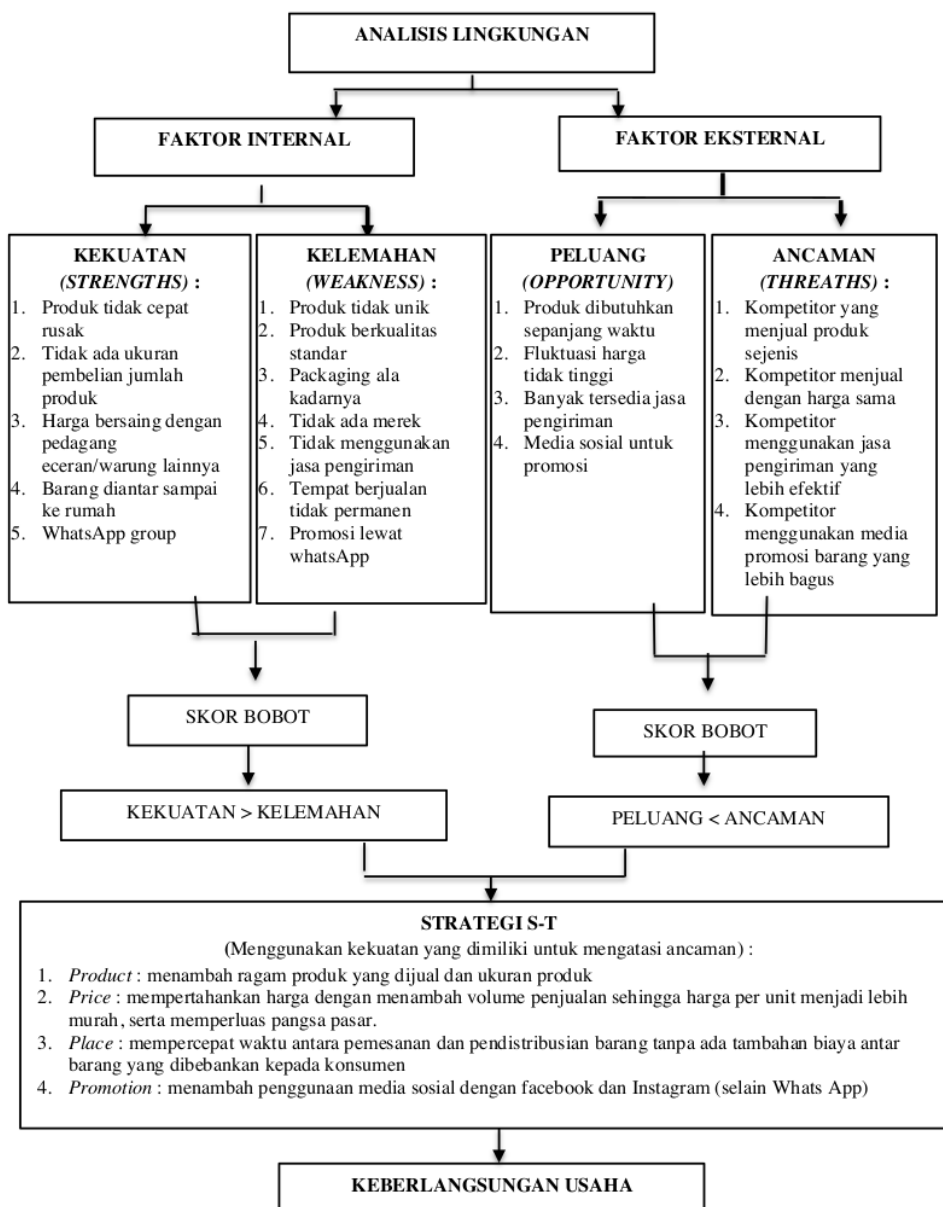 ANALISIS LINGKUNGAN
FAKTOR INTERNAL
FAKTOR EKSTERNAL
KEKUATAN
(STRENGTHS) :
1. Produk tidak cepat
rusak
2. Tidak ada ukuran
pembelian jumlah
produk
3. Harga bersaing dengan
pedagang
eceran/warung lainnya
4. Barang diantar sampai
ke rumah
5. WhatsApp group
KELEMAHAN
(WEAKNESS) :
1. Produk tidak unik
2. Produk berkualitas
standar
3. Packaging ala
kadarnya
4. Tidak ada merek
5. Tidak menggunakan
jasa pengiriman
6. Tempat berjualan
tidak permanen
7. Promosi lewat
whatsApp
PELUANG
(OPPORTUNITY)
1. Produk dibutuhkan
sepanjang waktu
2. Fluktuasi harga
tidak tinggi
3. Banyak tersedia jasa
pengiriman
4. Media sosial untuk
promosi
ANCAMAN
(THREATHS) :
1. Kompetitor yang
menjual produk
sejenis
2. Kompetitor menjual
dengan harga sama
3. Kompetitor
menggunakan jasa
pengiriman yang
lebih efektif
4. Kompetitor
menggunakan media
promosi barang yang
lebih bagus
SKOR BOBOT
SKOR BOBOT
KEKUATAN > KELEMAHAN
PELUANG < ANCAMAN
STRATEGI S-T
(Menggunakan kekuatan yang dimiliki untuk mengatasi ancaman) :
1. Product : menambah ragam produk yang dijual dan ukuran produk
2. Price : mempertahankan harga dengan menambah volume penjualan sehingga harga per unit menjadi lebih
murah, serta memperluas pangsa pasar.
3. Place : mempercepat waktu antara pemesanan dan pendistribusian barang tanpa ada tambahan biaya antar
barang yang dibebankan kepada konsumen
4. Promotion : menambah penggunaan media sosial dengan facebook dan Instagram (selain Whats App)
KEBERLANGSUNGAN USAHA